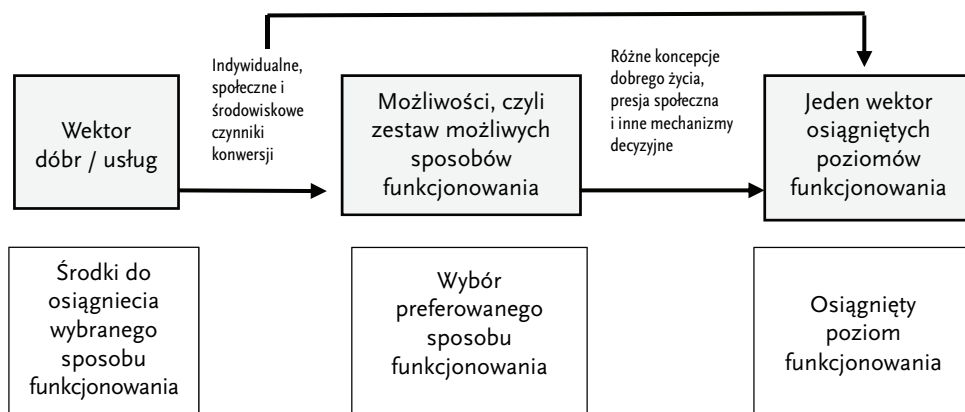 Wektor
dóbr / usług
Indywidualne,
społeczne i
środowiskowe
czynniki
konwersji
Możliwości, czyli
zestaw możliwych
sposobów
funkcjonowania
Różne koncepcje
dobrego życia,
presja społeczna
i inne mechanizmy
decyzyjne
Jeden wektor
osiągniętych
poziomów
funkcjonowania
Środki do
osiągniecia
wybranego
sposobu
funkcjonowania
Wybór
preferowanego
sposobu
funkcjonowania
Osiągnięty
poziom
funkcjonowania